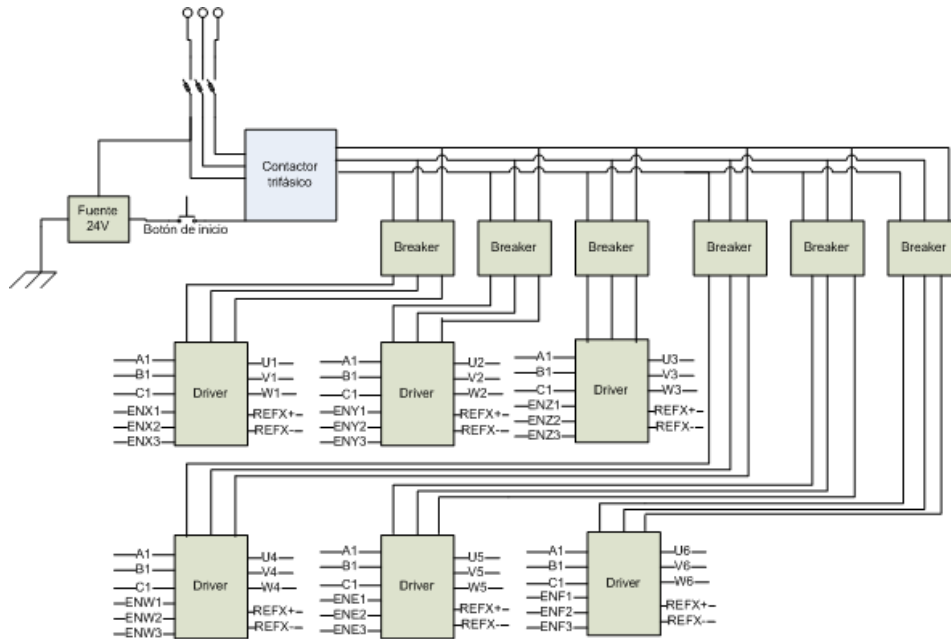 Contactor
trifásico
Fuente
24V
Botón de inicio
Breaker
Breaker
Breaker
Breaker
Breaker
Breaker
A1
B1
C1
ENX1
ENX2
ENX3
Driver
U1
V1
W1
REFX+
REFX-
A1
B1
C1
ENY1
ENY2
ENY3
Driver
U2
V2
W2
REFX+
REFX-
A1
B1
C1
ENZ1
ENZ2
ENZ3
Driver
U3
V3
W3
REFX+
REFX-
A1
B1
C1
ENW1
ENW2
ENW3
Driver
U4
V4
W4
REFX+
REFX-
A1
B1
C1
ENE1
ENE2
ENE3
Driver
U5
V5
W5
REFX+
REFX-
A1
B1
C1
ENF1
ENF2
ENF3
Driver
U6
V6
W6
REFX+
REFX-